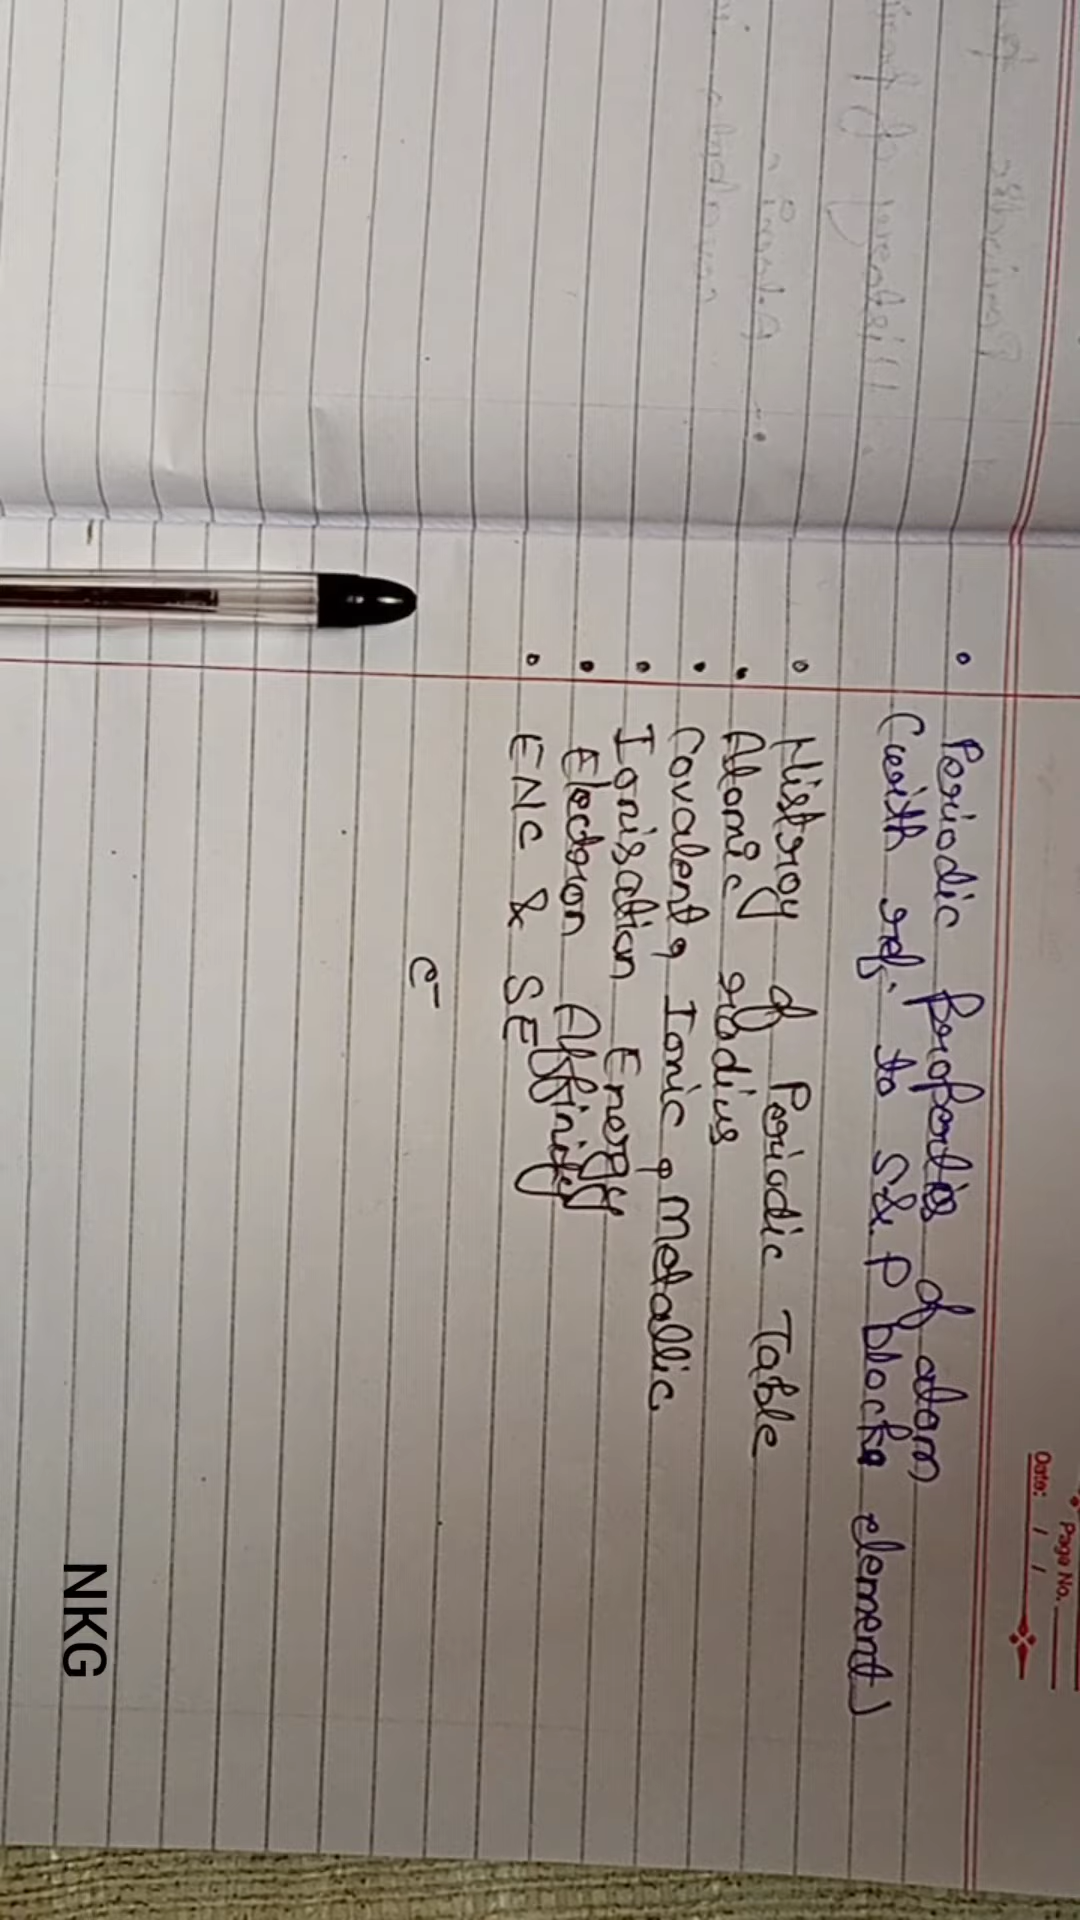 Page No.
Date: / /
• Periodic Properties of atom
(with ref. to S & P blocks element)
• History of Periodic Table
• Atomic radius
• Covalent, Ionic, Metallic
• Ionisation Energy
• Electron Affinity
• ENC & SE
e-
NKG